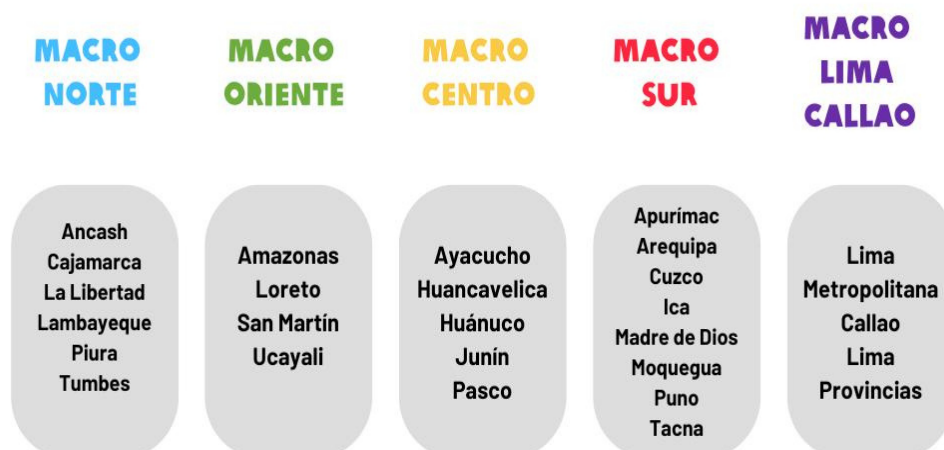 MACRO
NORTE
MACRO
ORIENTE
MACRO
CENTRO
MACRO
SUR
MACRO
LIMA
CALLAO
Ancash
Cajamarca
La Libertad
Lambayeque
Piura
Tumbes
Amazonas
Loreto
San Martín
Ucayali
Ayacucho
Huancavelica
Huánuco
Junín
Pasco
Apurímac
Arequipa
Cuzco
Ica
Madre de Dios
Moquegua
Puno
Tacna
Lima
Metropolitana
Callao
Lima
Provincias